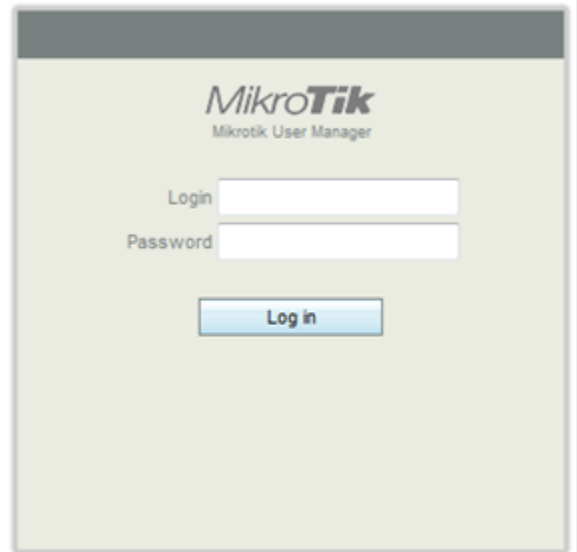 MikroTik
Mikrotik User Manager
Login
Password
Log in